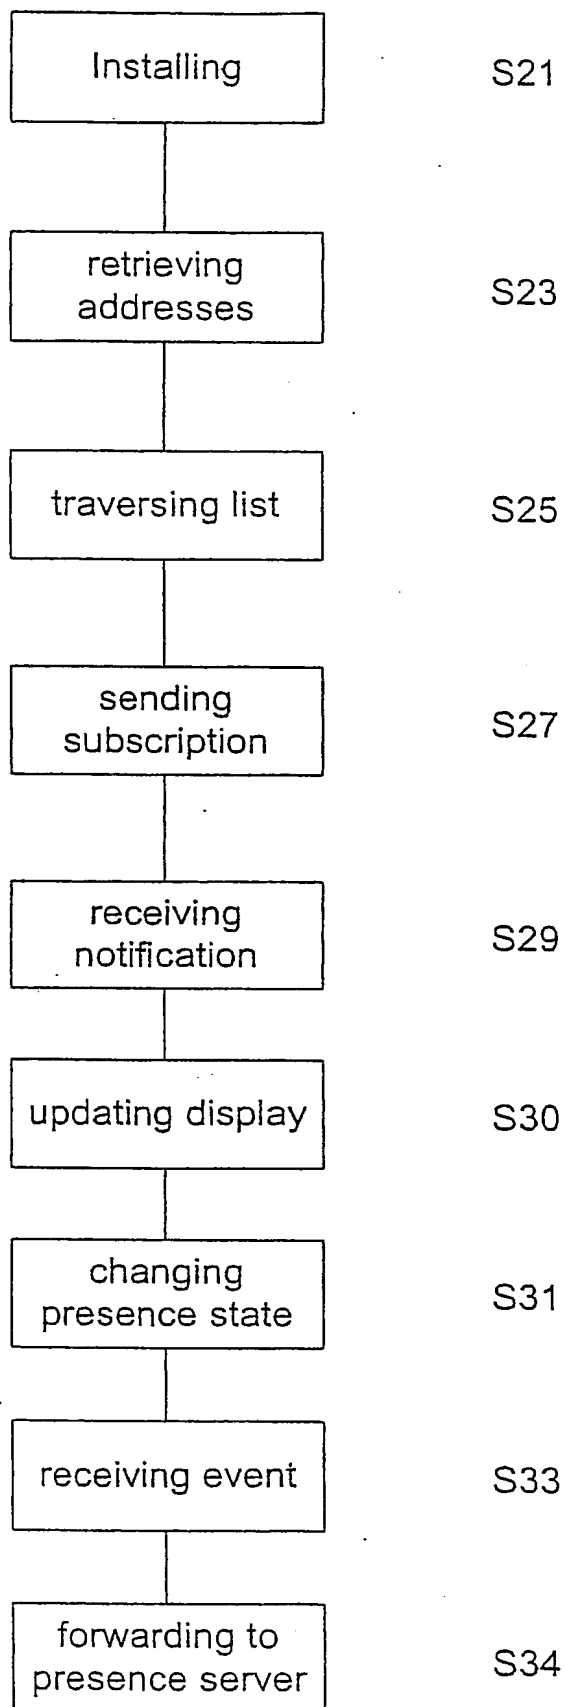 Installing
S21
retrieving
addresses
S23
traversing list
S25
sending
subscription
S27
receiving
notification
S29
updating display
S30
changing
presence state
S31
receiving event
S33
forwarding to
presence server
S34